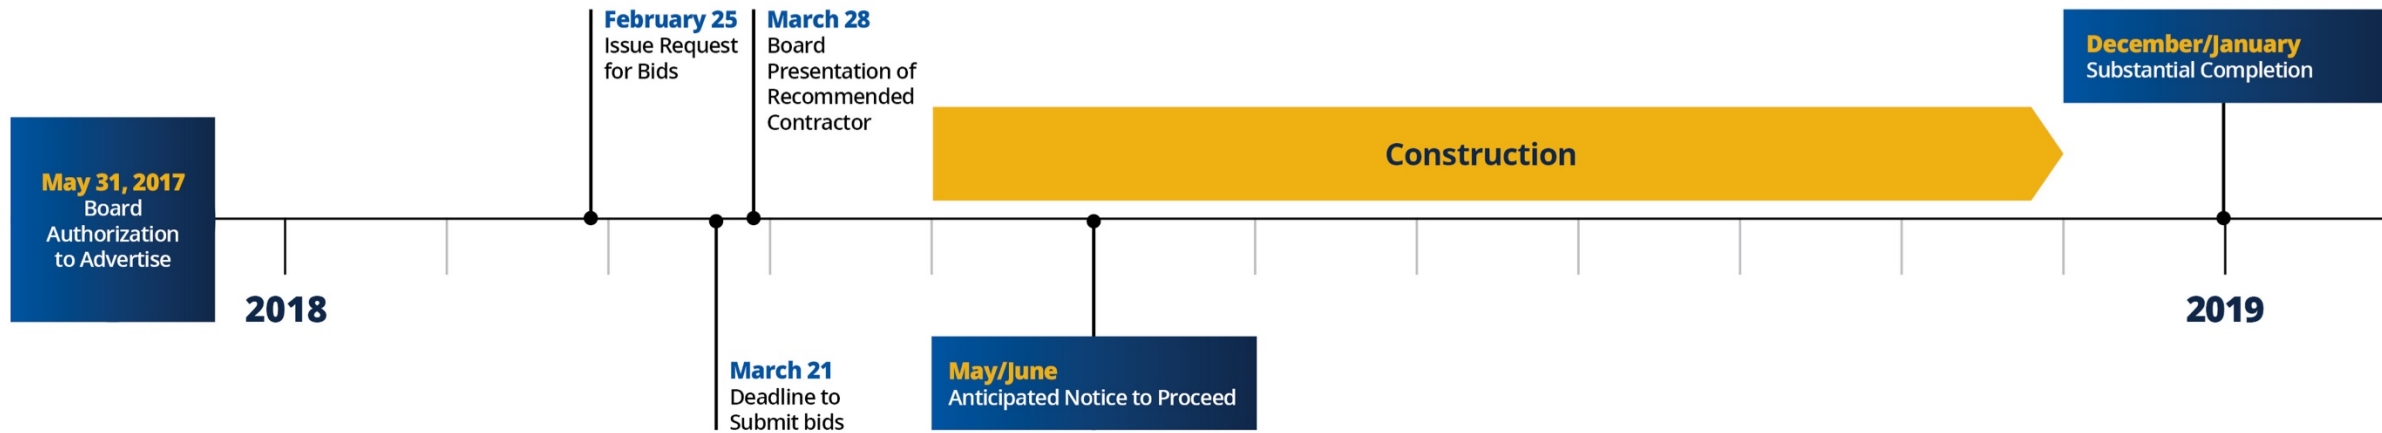 May 31, 2017
Board
Authorization
to Advertise
2018
February 25
Issue Request
for Bids
March 21
Deadline to
Submit bids
March 28
Board
Presentation of
Recommended
Contractor
Construction
May/June
Anticipated Notice to Proceed
December/January
Substantial Completion
2019